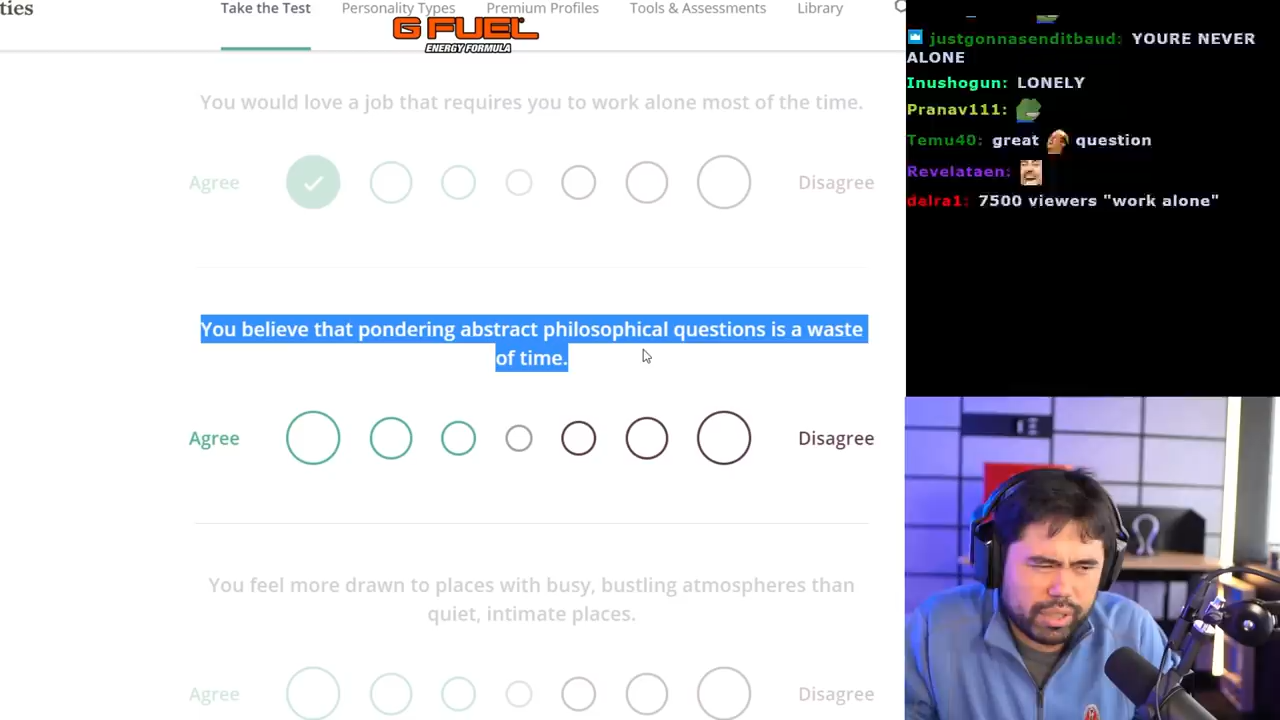 ties
Take the Test
Personality Types
Premium Profiles
Tools & Assessments
Library
G FUEL
ENERGY FORMULA
You would love a job that requires you to work alone most of the time.
Agree
Disagree
You believe that pondering abstract philosophical questions is a waste
of time.
Agree
Disagree
You feel more drawn to places with busy, bustling atmospheres than
quiet, intimate places.
Agree
Disagree
justgonnasenditbaud: YOURE NEVER
ALONE
Inushogun: LONELY
Pranav111:
Temu40: great question
Revelataen:
dalra1: 7500 viewers "work alone"